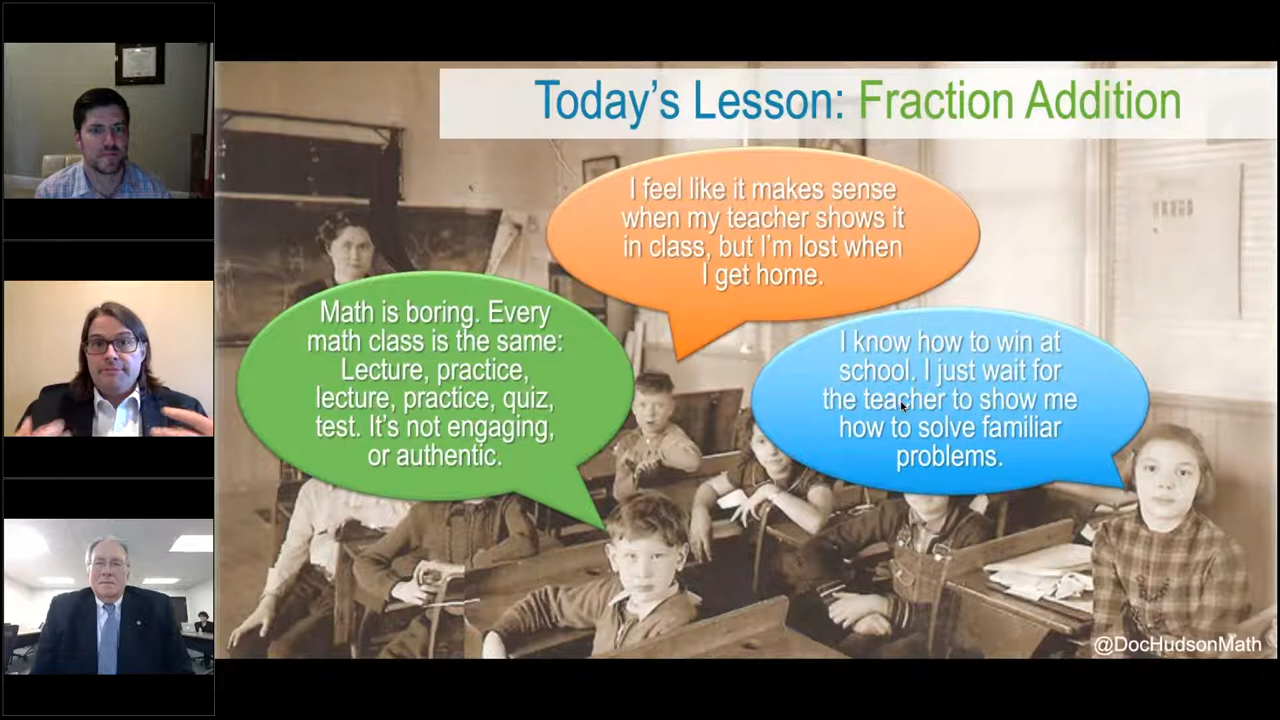 Today's Lesson: Fraction Addition
I feel like it makes sense
when my teacher shows it
in class, but I'm lost when
I get home.
Math is boring. Every
math class is the same:
Lecture, practice,
lecture, practice, quiz,
test. It's not engaging,
or authentic.
I know how to win at
school. I just wait for
the teacher to show me
how to solve familiar
problems.
@DocHudsonMath